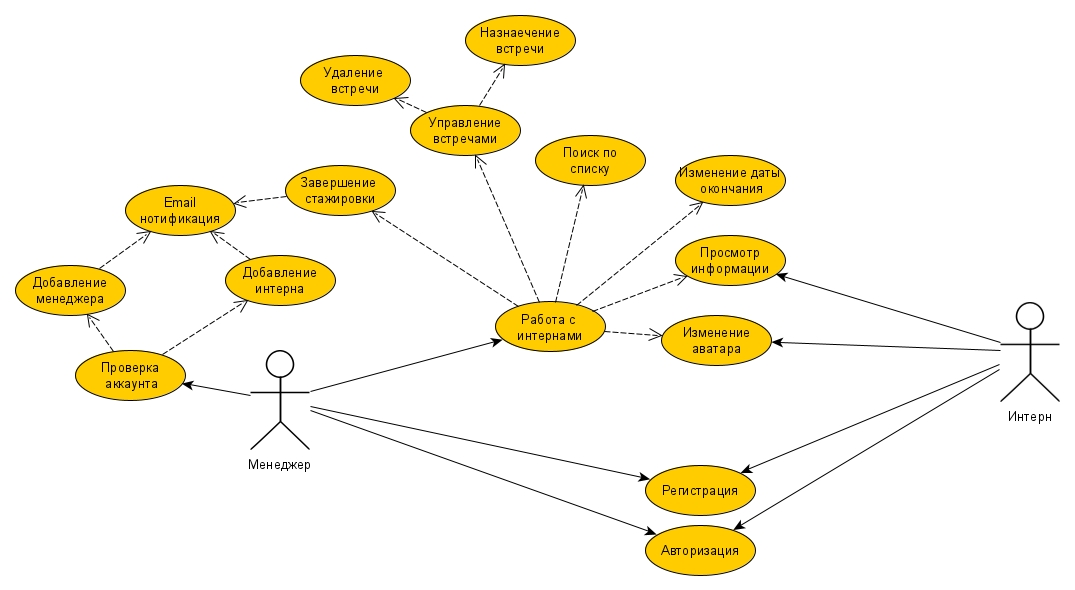 Назнаечение
встречи
Удаление
встречи
Управление
встречами
Поиск по
списку
Изменение даты
окончания
Завершение
стажировки
Email
нотификация
Просмотр
информации
Добавление
менеджера
Добавление
интерна
Работа с
интернами
Изменение
аватара
Проверка
аккаунта
Интерн
Менеджер
Регистрация
Авторизация